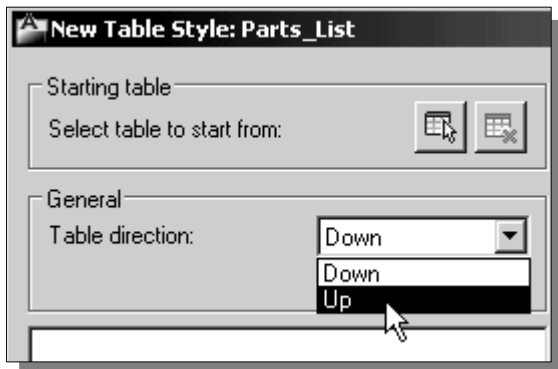 New Table Style: Parts_List
Starting table
Select table to start from:
General
Table direction:
Down
Down
Up